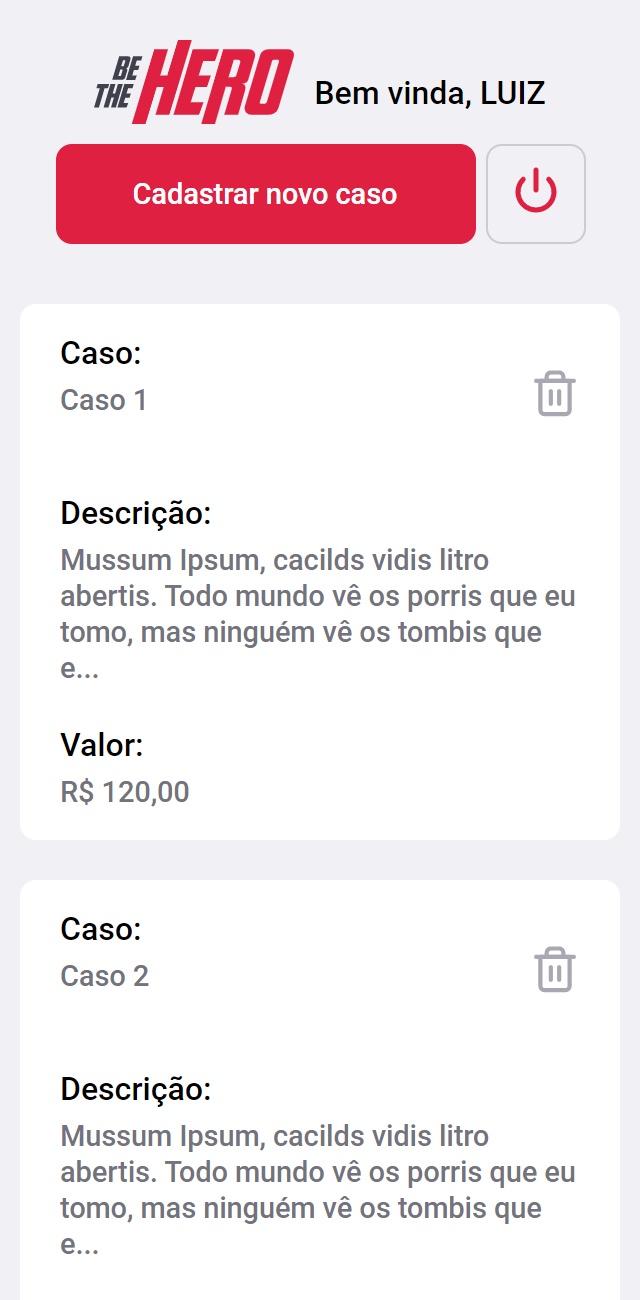 BE
THE
HERO
Bem vinda, LUIZ
Cadastrar novo caso
Caso:
Caso 1
Descrição:
Mussum Ipsum, cacilds vidis litro
abertis. Todo mundo vê os porris que eu
tomo, mas ninguém vê os tombis que
e...
Valor:
R$ 120,00
Caso:
Caso 2
Descrição:
Mussum Ipsum, cacilds vidis litro
abertis. Todo mundo vê os porris que eu
tomo, mas ninguém vê os tombis que
e...